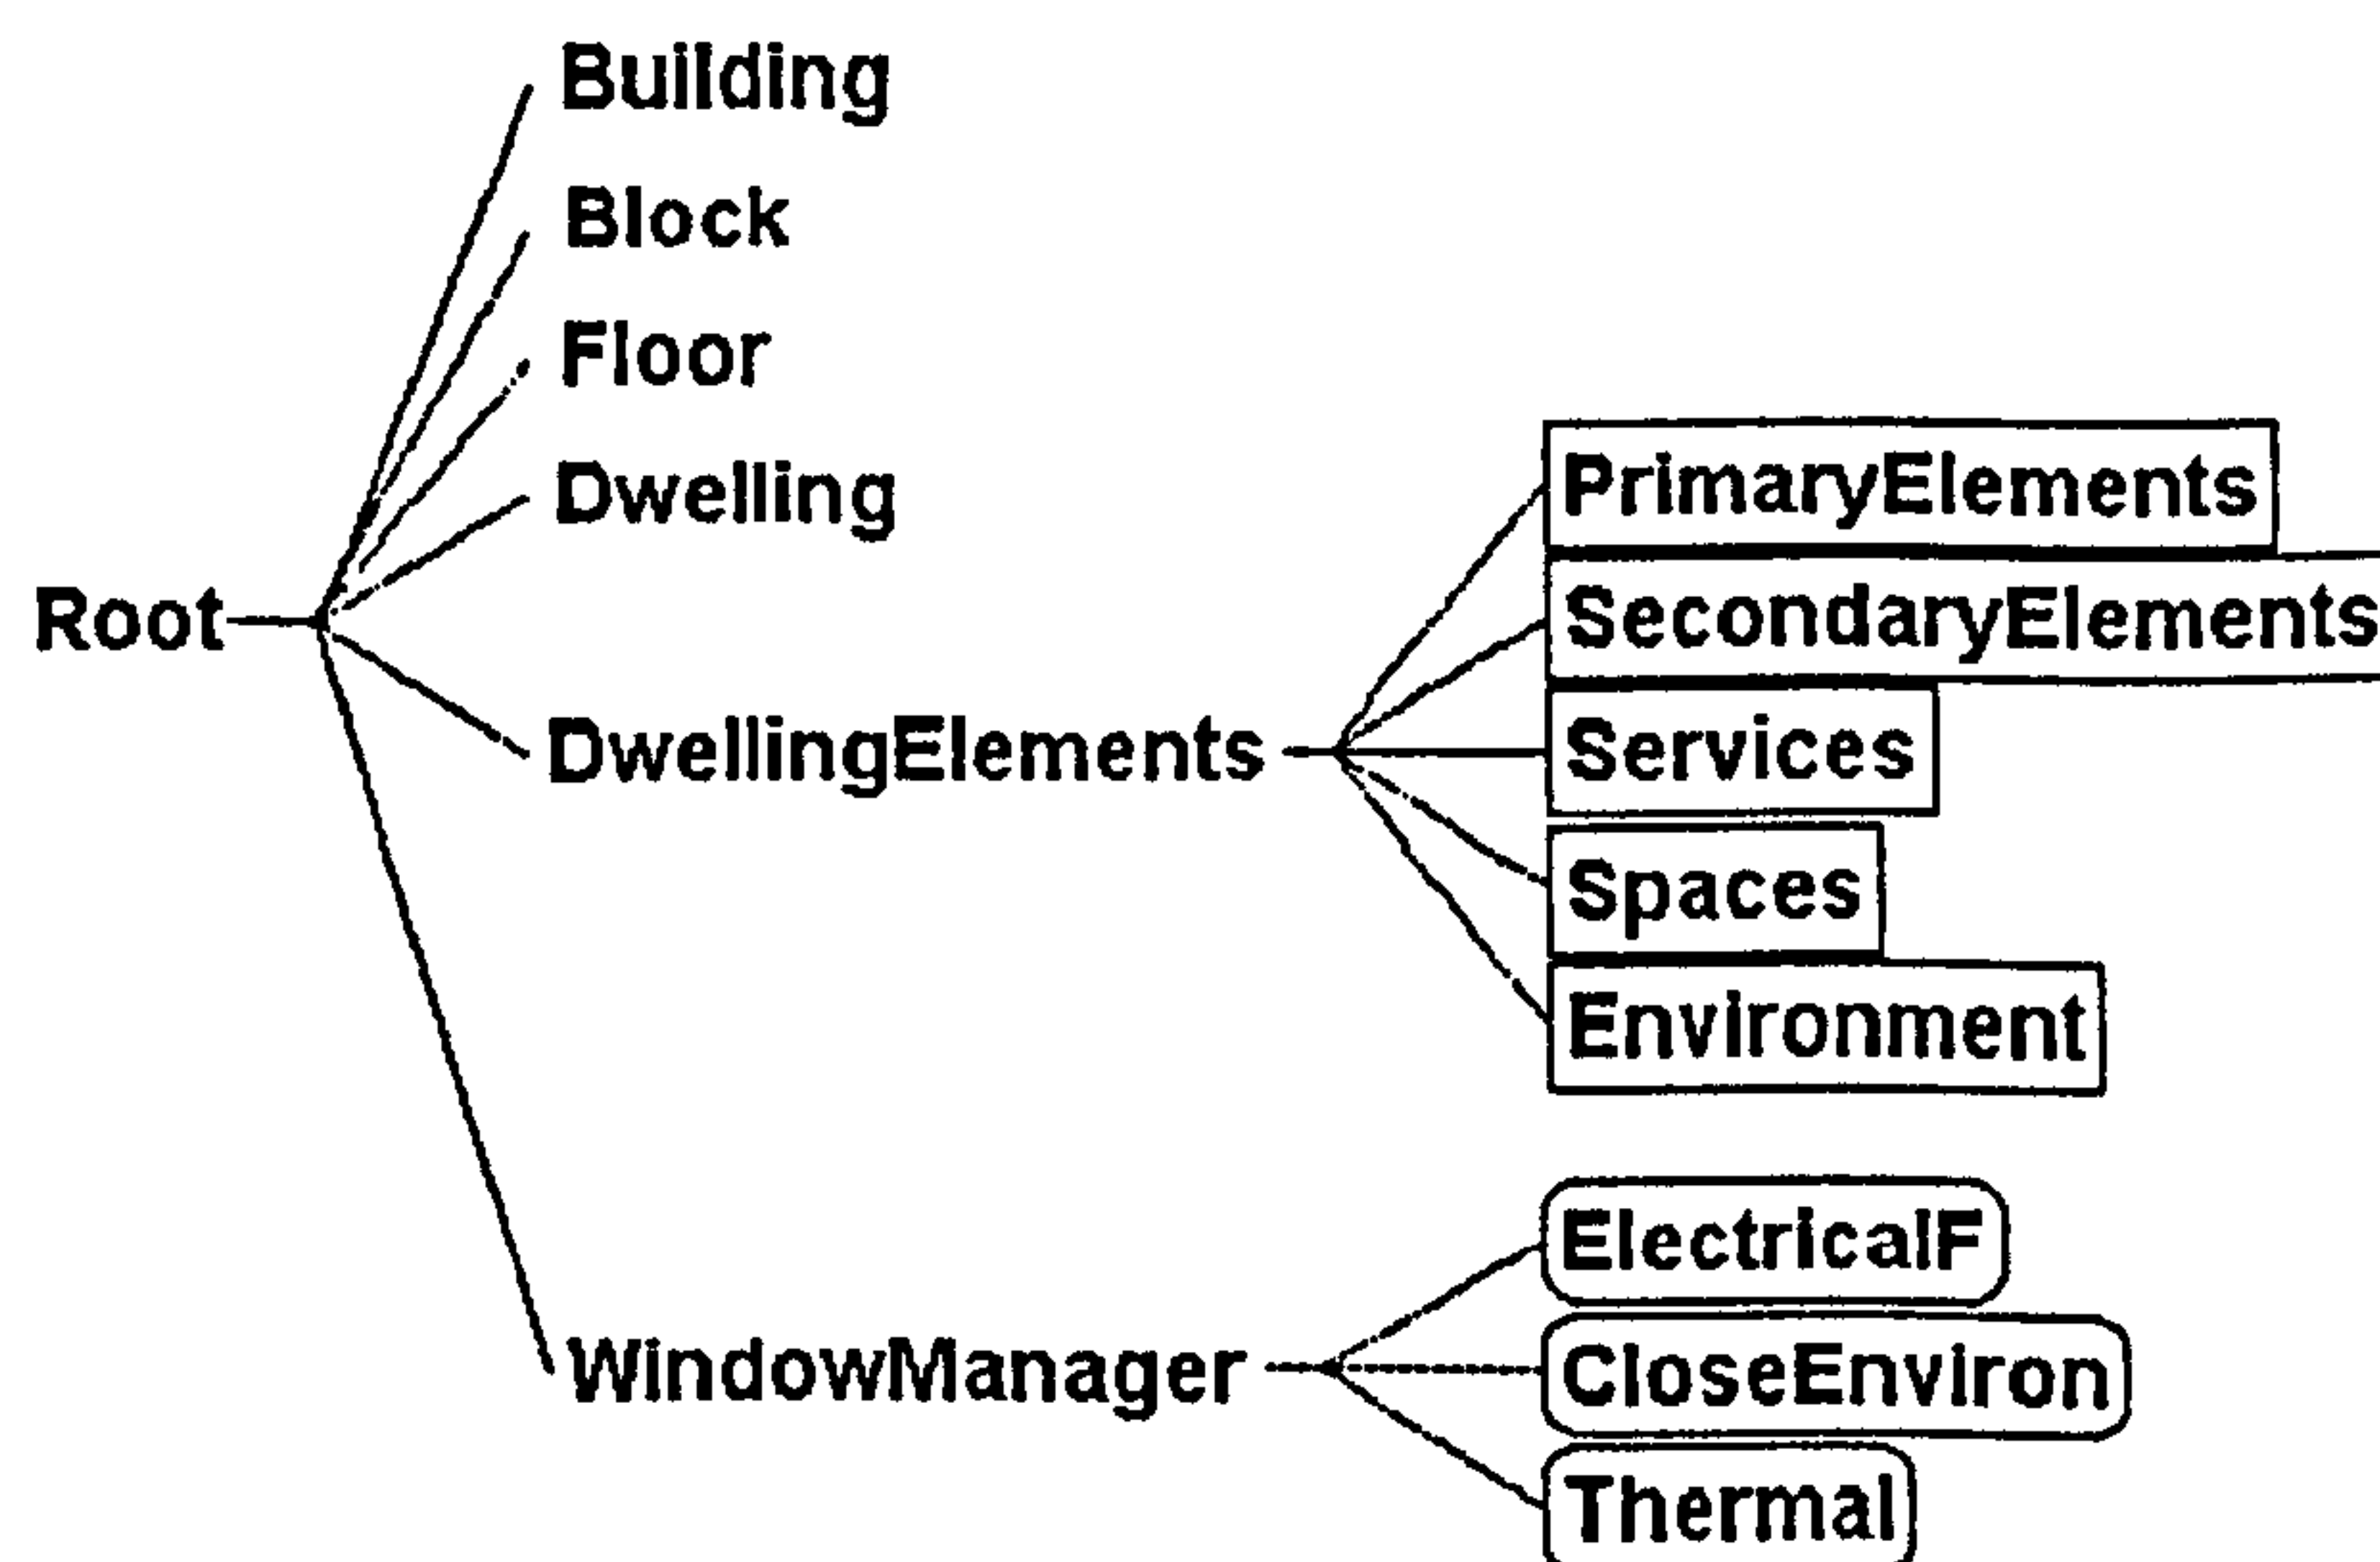 Building
Block
Floor
Dwelling
Root
DwellingElements
PrimaryElements
SecondaryElements
Services
Spaces
Environment
WindowManager
ElectricalF
CloseEnviron
Thermal